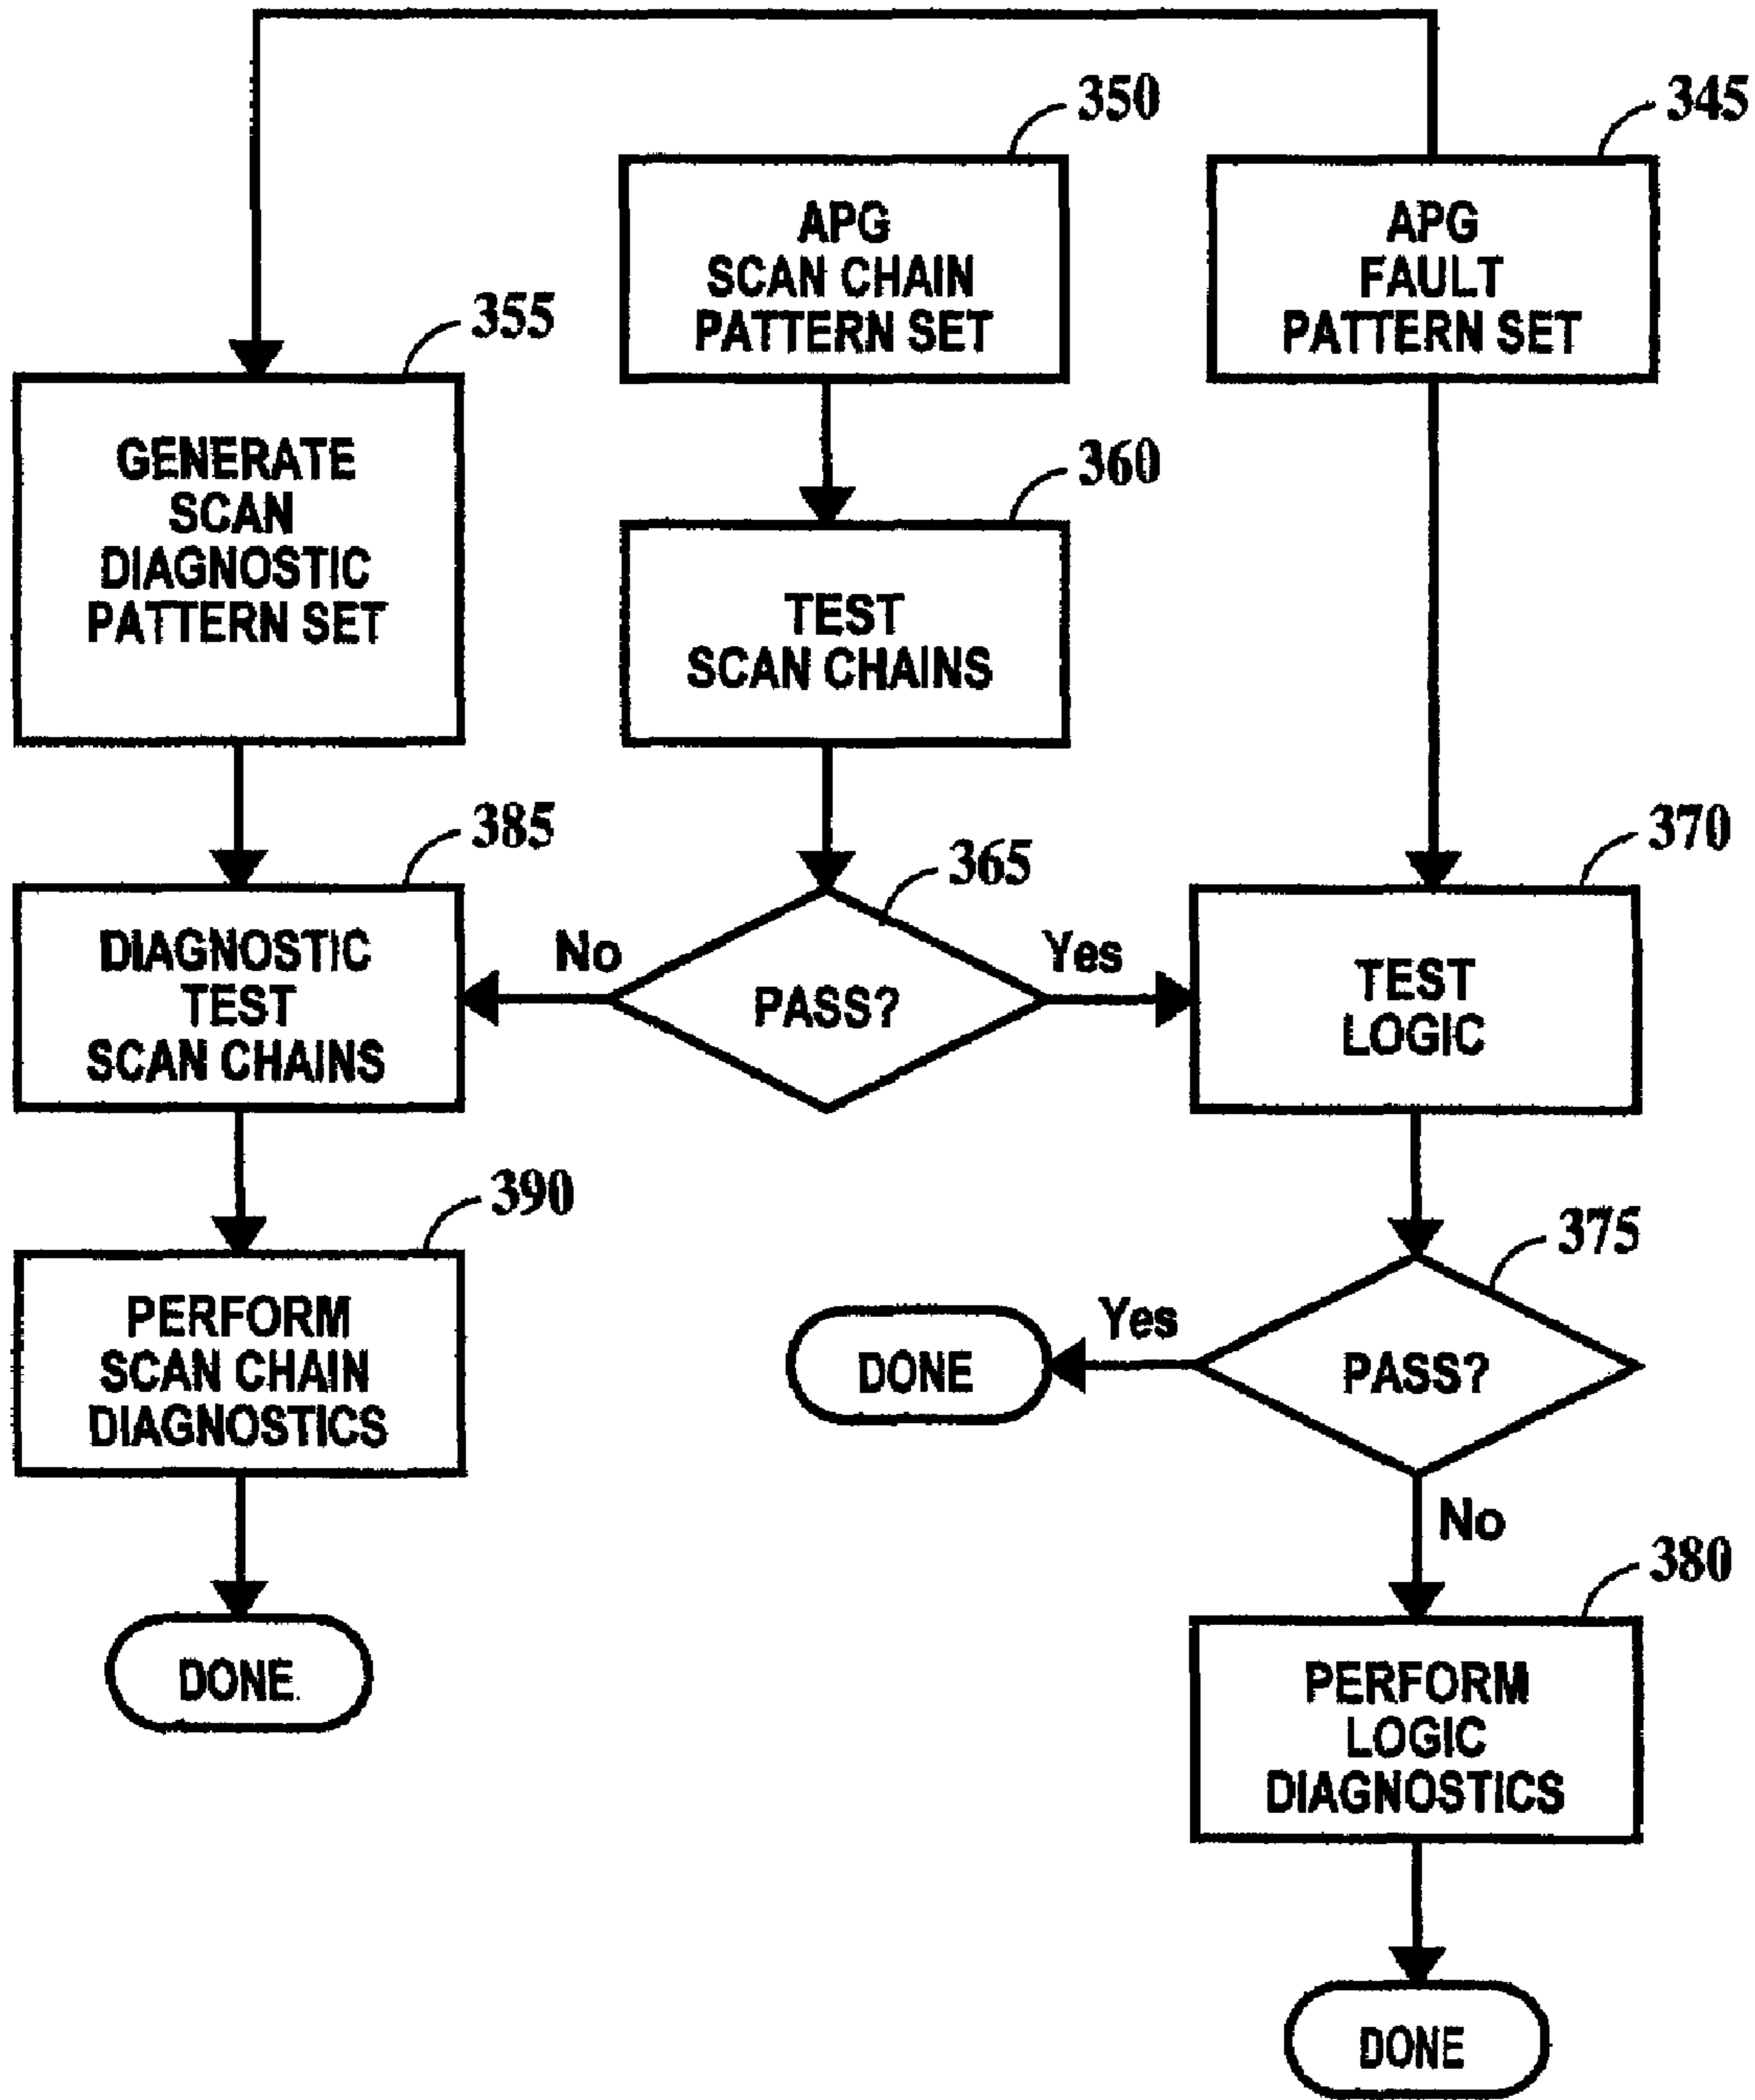 350
345
APG
SCAN CHAIN
PATTERN SET
APG
FAULT
PATTERN SET
355
GENERATE
SCAN
DIAGNOSTIC
PATTERN SET
360
TEST
SCAN CHAINS
385
365
370
DIAGNOSTIC
TEST
SCAN CHAINS
No
PASS?
Yes
TEST
LOGIC
390
375
PERFORM
SCAN CHAIN
DIAGNOSTICS
DONE
Yes
PASS?
No
380
DONE
PERFORM
LOGIC
DIAGNOSTICS
DONE